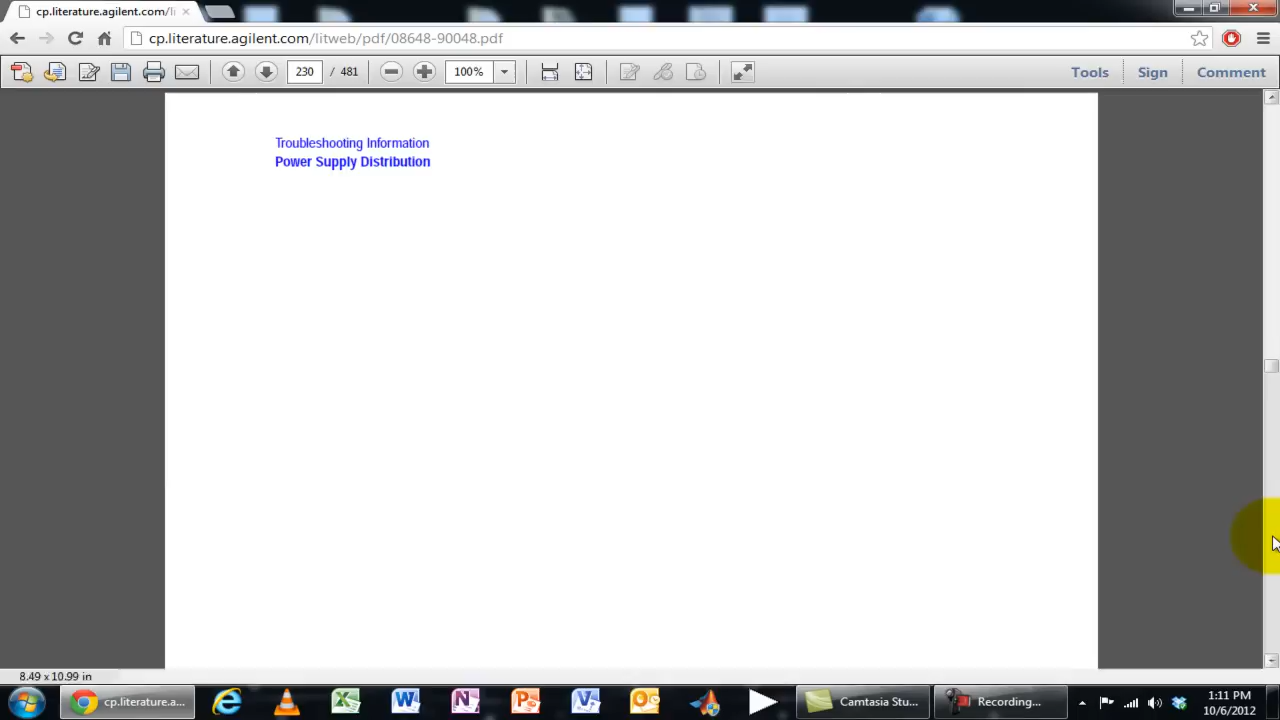 cp.literature.agilent.com/l
cp.literature.agilent.com/litweb/pdf/08648-90048.pdf
230 / 481
100%
Tools
Sign
Comment
Troubleshooting Information
Power Supply Distribution
8.49 x 10.99 in
cp.literature.a...
Camtasia Stu...
Recording...
1:11 PM
10/6/2012